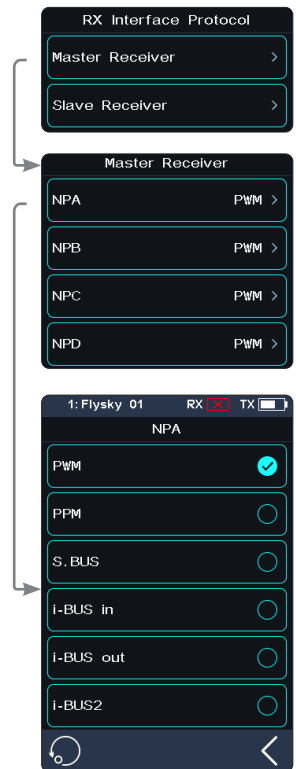 RX Interface Protocol
Master Receiver
Slave Receiver
Master Receiver
NPA PWM
NPB PWM
NPC PWM
NPD PWM
1: Flysky 01 RX TX
NPA
PWM
PPM
S.BUS
i-BUS in
i-BUS out
i-BUS2